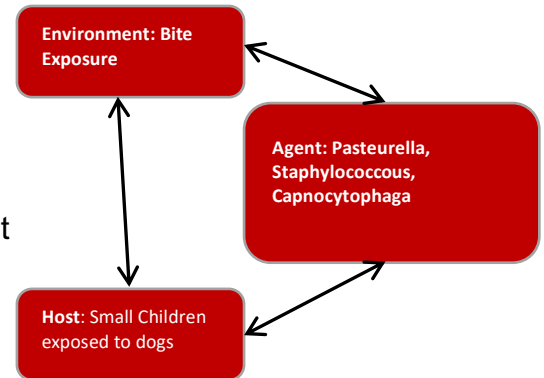 Environment: Bite
Exposure
Agent: Pasteurella,
Staphylococcous,
Capnocytophaga
t
Host: Small Children
exposed to dogs